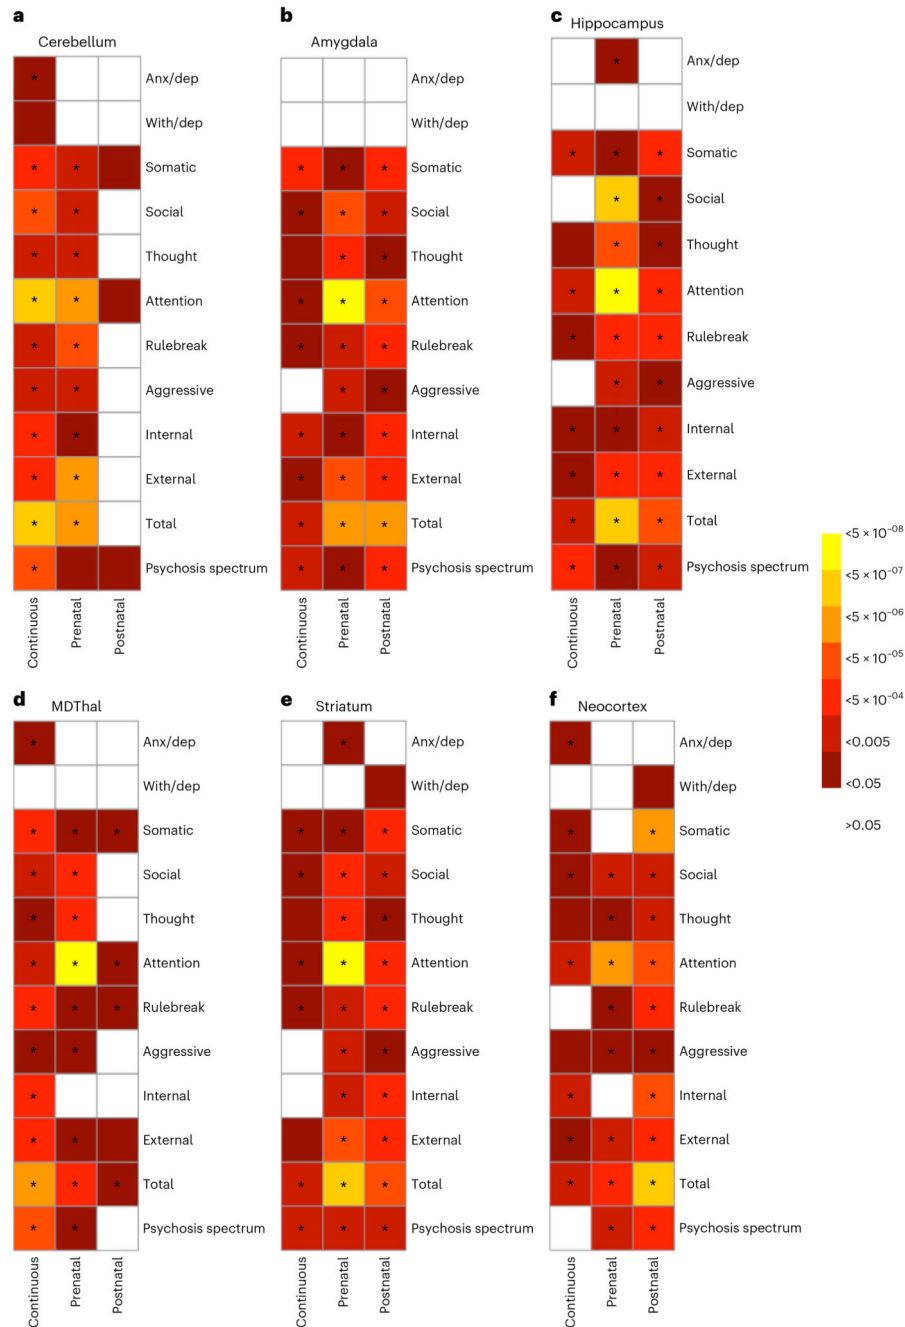 a
Cerebellum
Anx/dep
With/dep
Somatic
Social
Thought
Attention
Rulebreak
Aggressive
Internal
External
Total
Psychosis spectrum
Continuous
Prenatal
Postnatal
b
Amygdala
Anx/dep
With/dep
Somatic
Social
Thought
Attention
Rulebreak
Aggressive
Internal
External
Total
Psychosis spectrum
Continuous
Prenatal
Postnatal
c
Hippocampus
Anx/dep
With/dep
Somatic
Social
Thought
Attention
Rulebreak
Aggressive
Internal
External
Total
Psychosis spectrum
Continuous
Prenatal
Postnatal
<5 × 10⁻⁰⁸
<5 × 10⁻⁰⁷
<5 × 10⁻⁰⁶
<5 × 10⁻⁰⁵
<5 × 10⁻⁰⁴
<0.005
<0.05
>0.05
d
MDThal
Anx/dep
With/dep
Somatic
Social
Thought
Attention
Rulebreak
Aggressive
Internal
External
Total
Psychosis spectrum
Continuous
Prenatal
Postnatal
e
Striatum
Anx/dep
With/dep
Somatic
Social
Thought
Attention
Rulebreak
Aggressive
Internal
External
Total
Psychosis spectrum
Continuous
Prenatal
Postnatal
f
Neocortex
Anx/dep
With/dep
Somatic
Social
Thought
Attention
Rulebreak
Aggressive
Internal
External
Total
Psychosis spectrum
Continuous
Prenatal
Postnatal